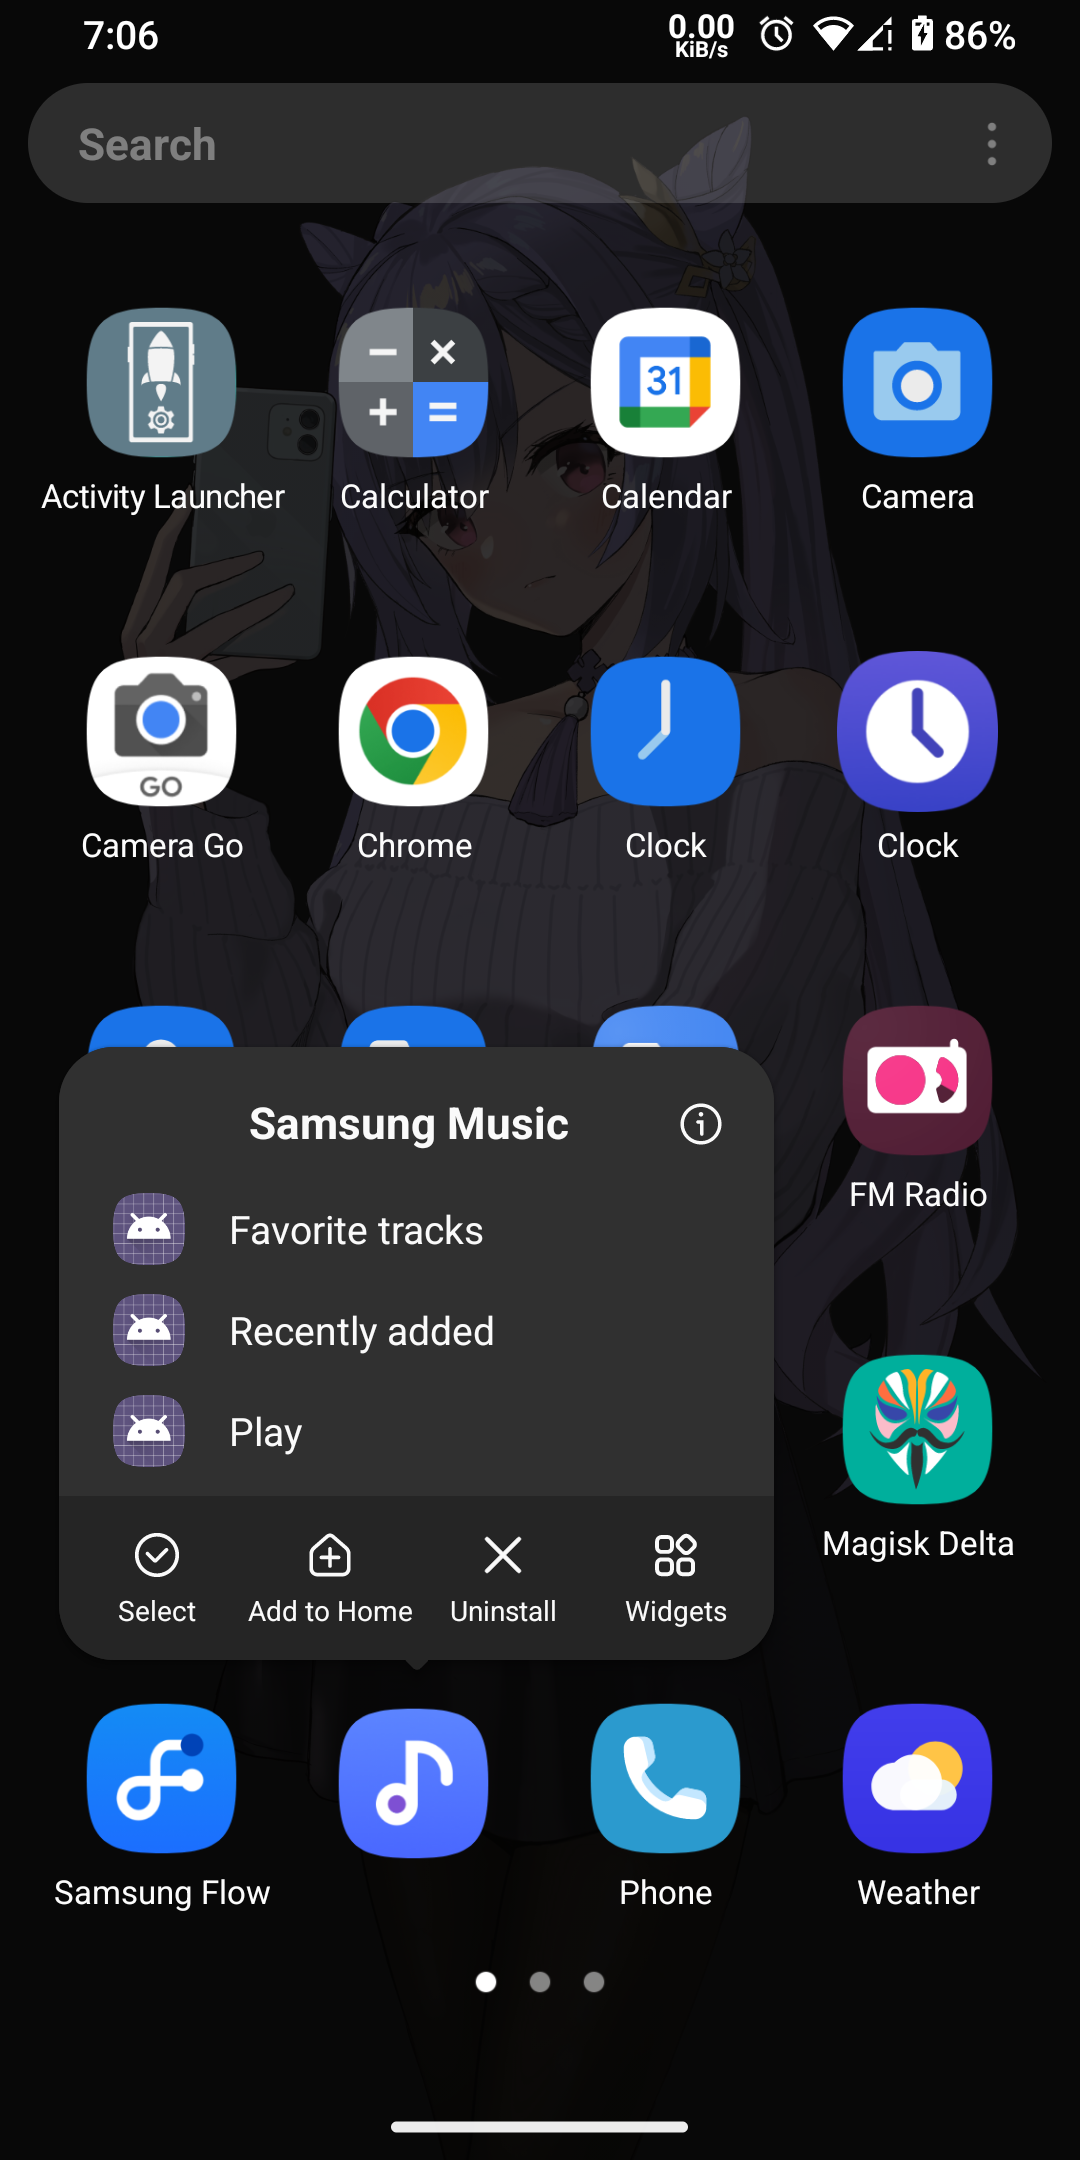 7:06
0.00
KiB/s
86%
Search
31
Activity Launcher
Calculator
Calendar
Camera
GO
Camera Go
Chrome
Clock
Clock
Samsung Music
FM Radio
Favorite tracks
Recently added
Play
Magisk Delta
Select
Add to Home
Uninstall
Widgets
Samsung Flow
Phone
Weather